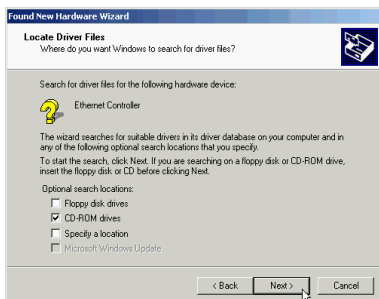 Found New Hardware Wizard
Locate Driver Files
Where do you want Windows to search for driver files?
Search for driver files for the following hardware device:
Ethernet Controller
The wizard searches for suitable drivers in its driver database on your computer and in
any of the following optional search locations that you specify.
To start the search, click Next. If you are searching on a floppy disk or CD-ROM drive,
insert the floppy disk or CD before clicking Next.
Optional search locations:
Floppy disk drives
CD-ROM drives
Specify a location
Microsoft Windows Update
< Back
Next >
Cancel